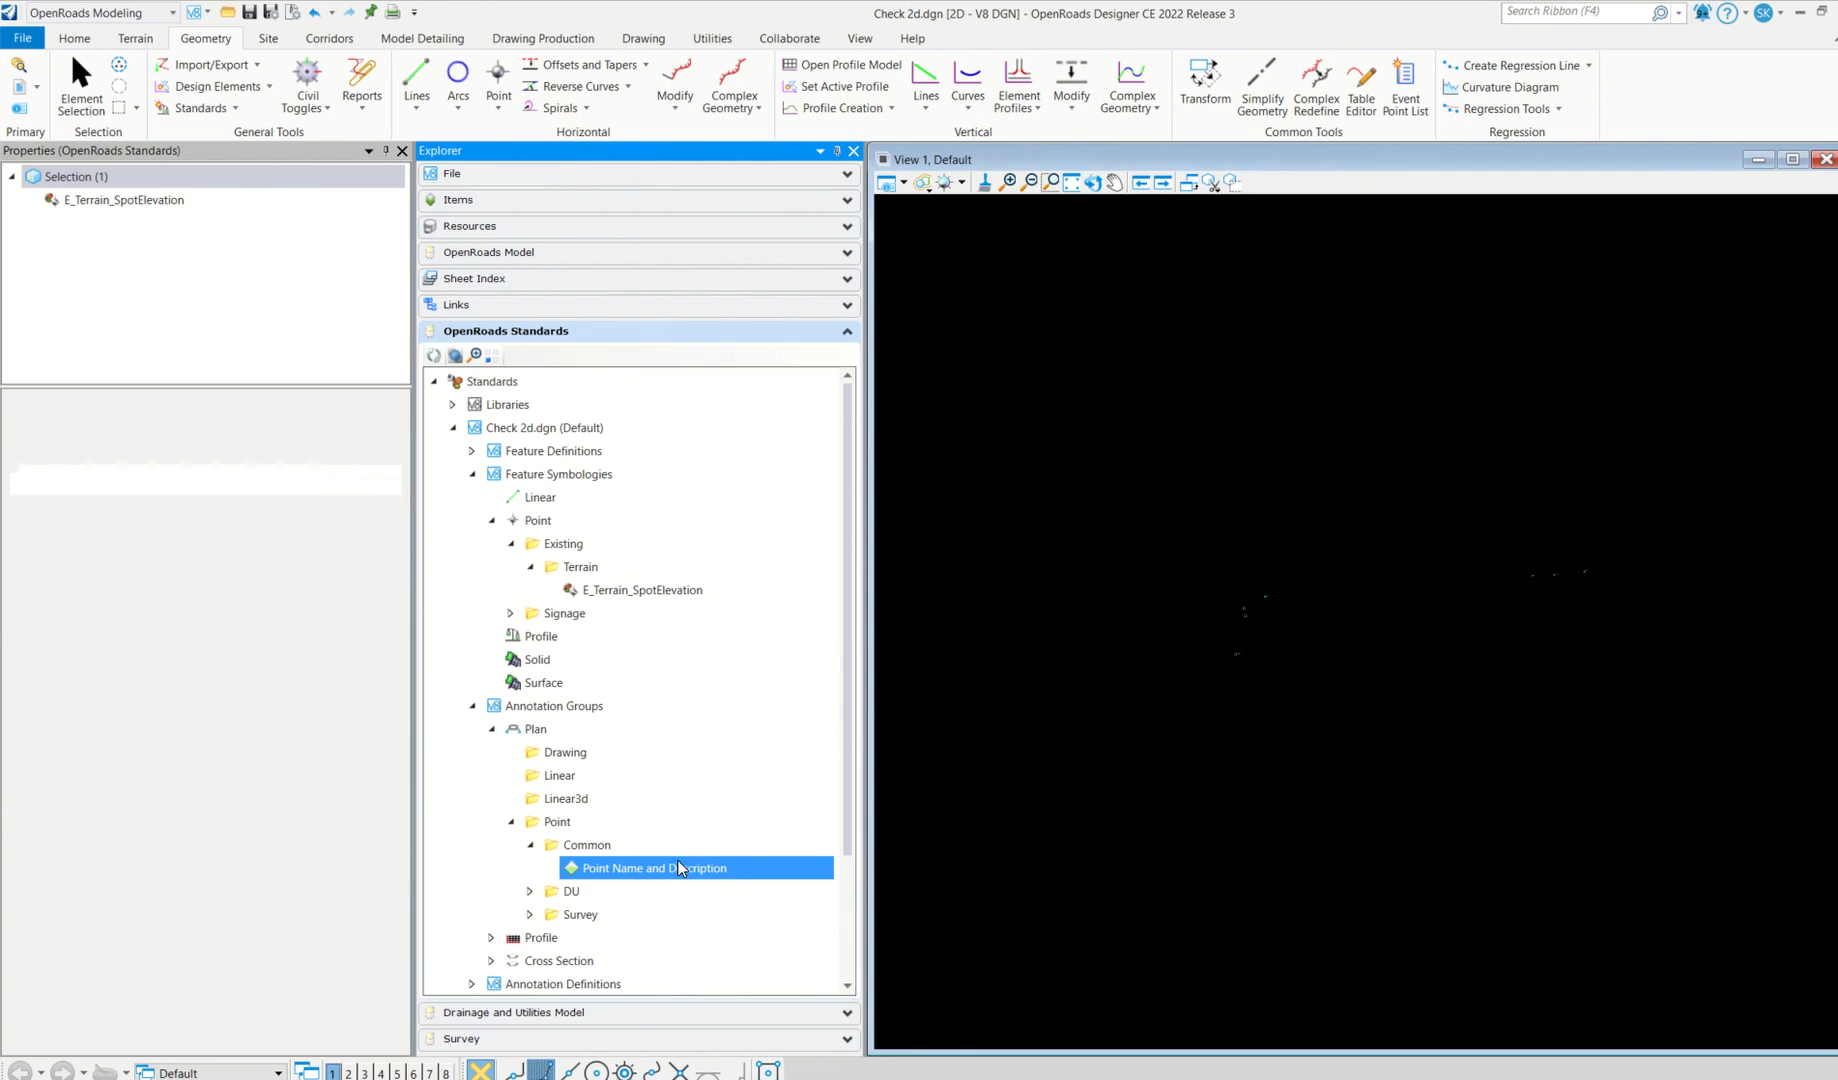 OpenRoads Modeling
Check 2d.dgn [2D - V8 DGN] - OpenRoads Designer CE 2022 Release 3
Search Ribbon (F4)
SK
File Home Terrain Geometry Site Corridors Model Detailing Drawing Production Drawing Utilities Collaborate View Help
Element Selection
Primary
Selection
Import/Export
Design Elements
Standards
Civil Toggles
Reports
General Tools
Lines
Arcs
Point
Offsets and Tapers
Reverse Curves
Spirals
Modify
Complex Geometry
Horizontal
Open Profile Model
Set Active Profile
Profile Creation
Lines
Curves
Element Profiles
Modify
Complex Geometry
Vertical
Transform
Simplify Geometry
Complex Redefine
Table Editor
Event Point List
Common Tools
Create Regression Line
Curvature Diagram
Regression Tools
Regression
Properties (OpenRoads Standards)
Selection (1)
E_Terrain_SpotElevation
Explorer
File
Items
Resources
OpenRoads Model
Sheet Index
Links
OpenRoads Standards
Standards
Libraries
Check 2d.dgn (Default)
Feature Definitions
Feature Symbologies
Linear
Point
Existing
Terrain
E_Terrain_SpotElevation
Signage
Profile
Solid
Surface
Annotation Groups
Plan
Drawing
Linear
Linear3d
Point
Common
Point Name and Description
DU
Survey
Profile
Cross Section
Annotation Definitions
Drainage and Utilities Model
Survey
View 1, Default
Default
1 2 3 4 5 6 7 8